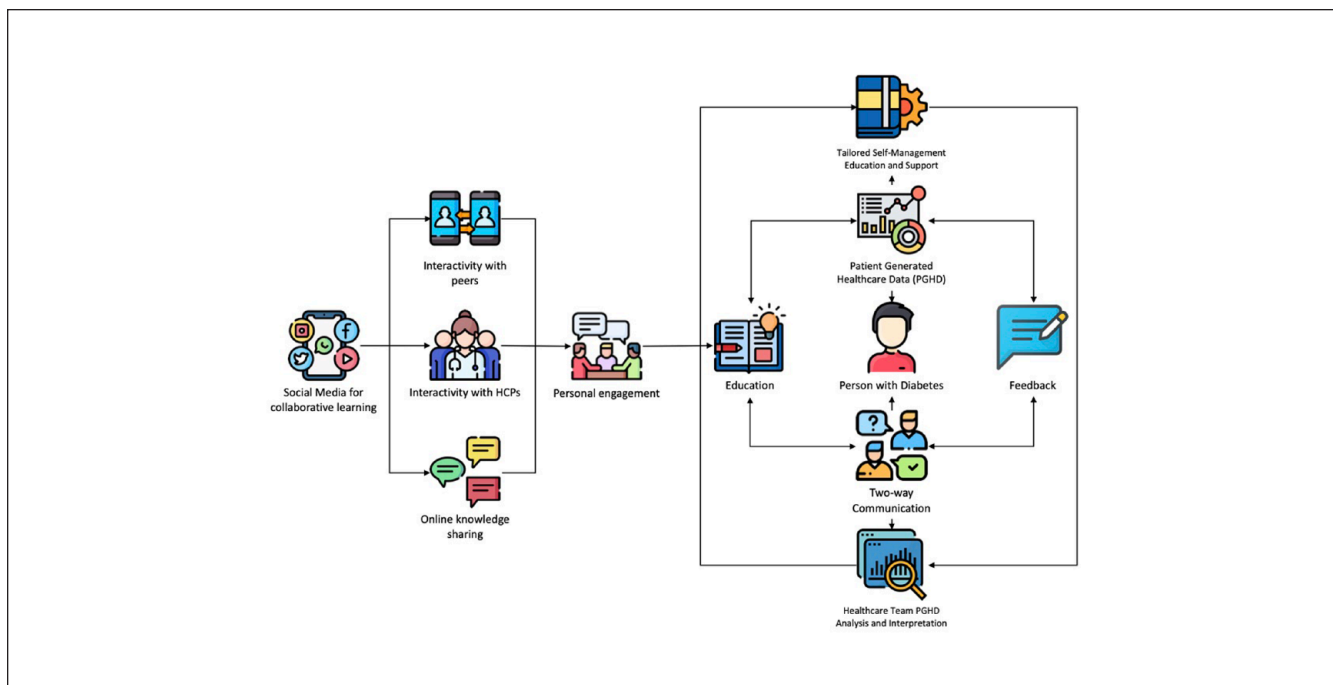 Tailored Self-Management
Education and Support
Interactivity with
peers
Patient Generated
Healthcare Data (PGHD)
Social Media for
collaborative learning
Interactivity with HCPs
Personal engagement
Education
Person with Diabetes
Feedback
Online knowledge
sharing
Two-way
Communication
Healthcare Team PGHD
Analysis and Interpretation